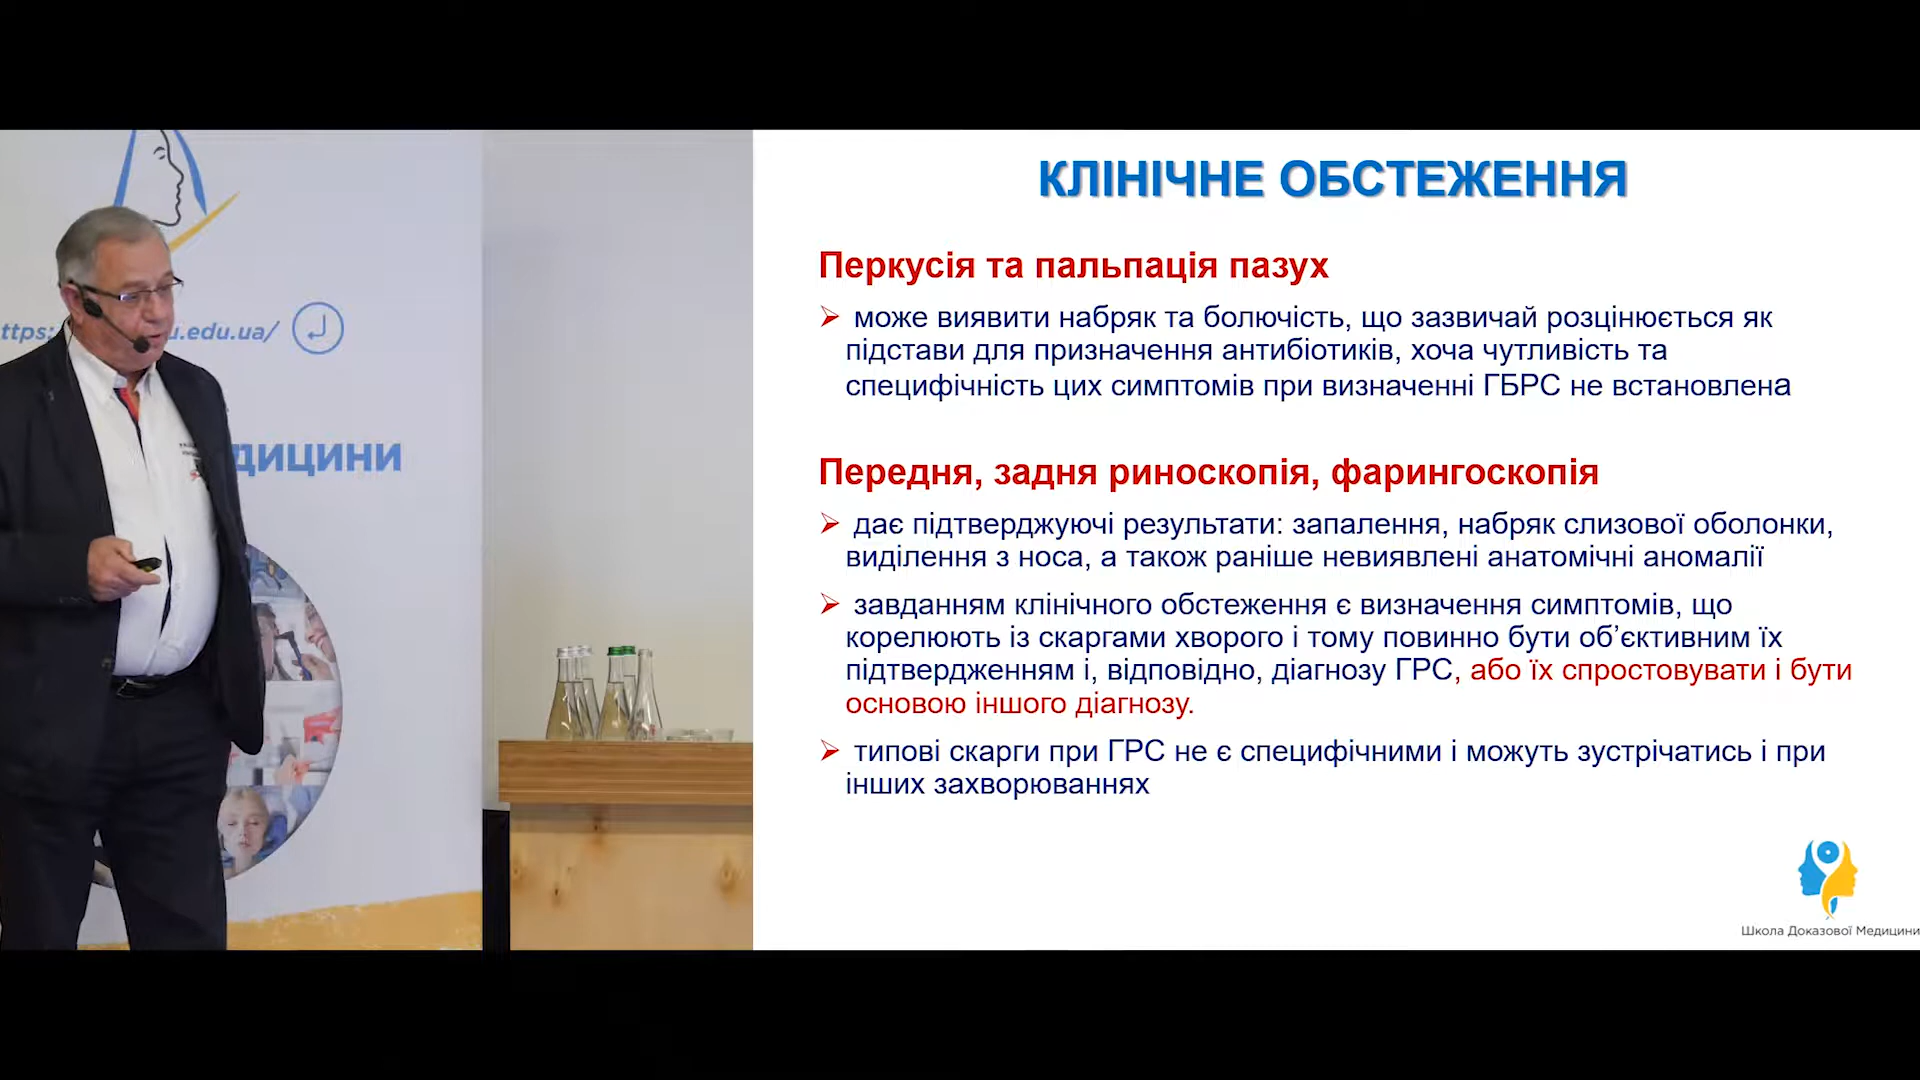 КЛІНІЧНЕ ОБСТЕЖЕННЯ
Перкусія та пальпація пазух
може виявити набряк та болючість, що зазвичай розцінюється як
підстави для призначення антибіотиків, хоча чутливість та
специфічність цих симптомів при визначенні ГБРС не встановлена
Передня, задня риноскопія, фарингоскопія
дає підтверджуючі результати: запалення, набряк слизової оболонки,
виділення з носа, а також раніше невиявлені анатомічні аномалії
завданням клінічного обстеження є визначення симптомів, що
корелюють із скаргами хворого і тому повинно бути об’єктивним їх
підтвердженням і, відповідно, діагнозу ГРС, або їх спростовувати і бути
основою іншого діагнозу.
типові скарги при ГРС не є специфічними і можуть зустрічатись і при
інших захворюваннях
Школа Доказової Медицини
ttps:
u.edu.ua/
дицини